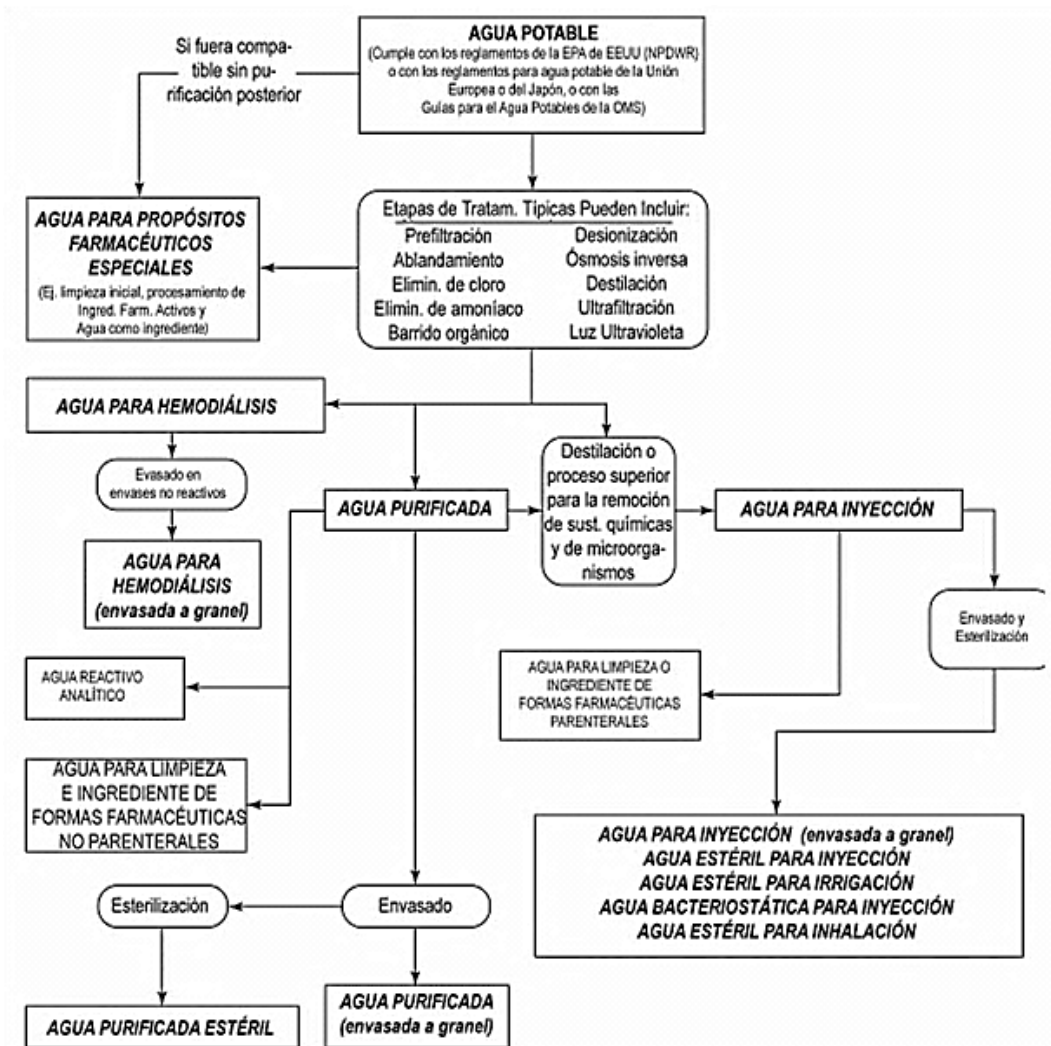 AGUA POTABLE
(Cumple con los reglamentos de la EPA de EEUU (NPDWR)
o con los reglamentos para agua potable de la Unión
Europea o del Japón, o con las
Guías para el Agua Potables de la OMS)
Si fuera compa-
tible sin pu-
rificación posterior
AGUA PARA PROPÓSITOS
FARMACÉUTICOS
ESPECIALES
(Ej. limpieza inicial, procesamiento de
Ingred. Farm. Activos y
Agua como ingrediente)
Etapas de Tratam. Típicas Pueden Incluir:
Prefiltración
Ablandamiento
Elimin. de cloro
Elimin. de amoníaco
Barrido orgánico
Desionización
Ósmosis inversa
Destilación
Ultrafiltración
Luz Ultravioleta
AGUA PARA HEMODIÁLISIS
Evasado en
envases no reactivos
AGUA PARA
HEMODIÁLISIS
(envasada a granel)
AGUA PURIFICADA
Destilación o
proceso superior
para la remoción
de sust. químicas
y de microorga-
nismos
AGUA PARA INYECCIÓN
Envasado y
Esterilización
AGUA REACTIVO
ANALÍTICO
AGUA PARA LIMPIEZA O
INGREDIENTE DE
FORMAS FARMACÉUTICAS
PARENTERALES
AGUA PARA LIMPIEZA
E INGREDIENTE DE
FORMAS FARMACÉUTICAS
NO PARENTERALES
AGUA PARA INYECCIÓN (envasada a granel)
AGUA ESTÉRIL PARA INYECCIÓN
AGUA ESTÉRIL PARA IRRIGACIÓN
AGUA BACTERIOSTÁTICA PARA INYECCIÓN
AGUA ESTÉRIL PARA INHALACIÓN
Esterilización
Envasado
AGUA PURIFICADA ESTÉRIL
AGUA PURIFICADA
(envasada a granel)